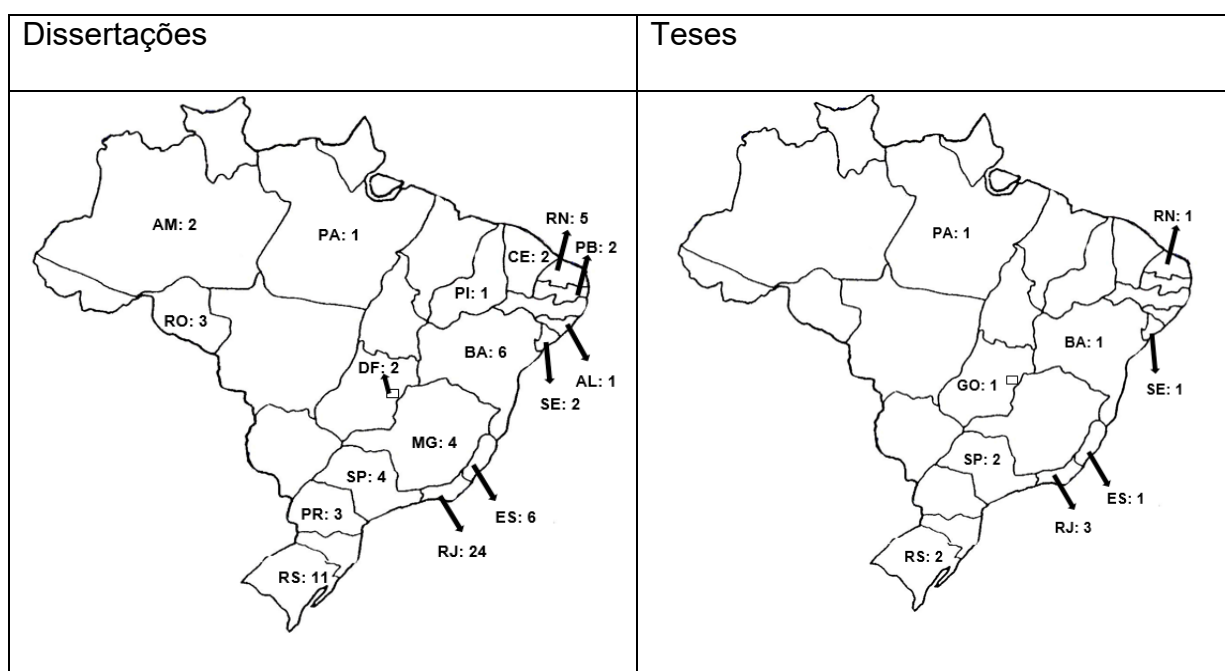 Dissertações
Teses
RN: 5
AM: 2
PA: 1
CE: 2
PB: 2
PI: 1
RO: 3
BA: 6
DF: 2
AL: 1
SE: 2
MG: 4
SP: 4
ES: 6
PR: 3
RJ: 24
RS: 11
RN: 1
PA: 1
BA: 1
GO: 1
SE: 1
SP: 2
ES: 1
RJ: 3
RS: 2